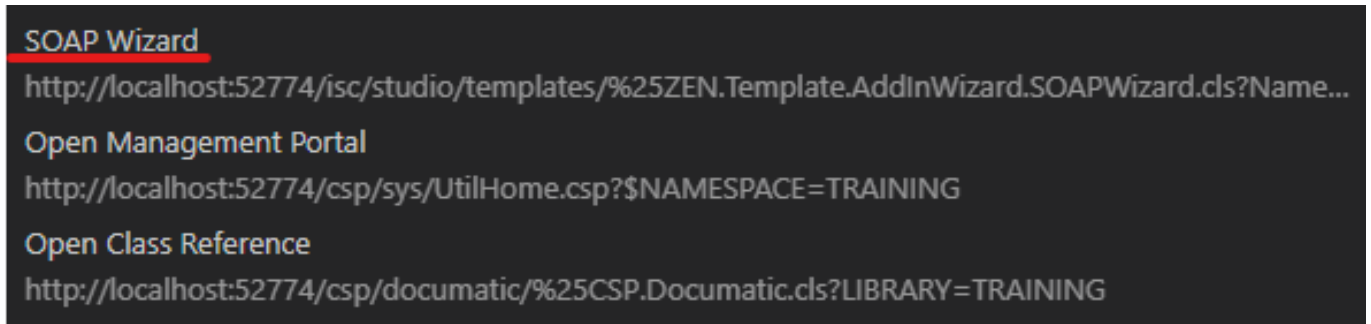 SOAP Wizard
http://localhost:52774/isc/studio/templates/%25ZEN.Template.AddInWizard.SOAPWizard.cls?Name...
Open Management Portal
http://localhost:52774/csp/sys/UtilHome.csp?$NAMESPACE=TRAINING
Open Class Reference
http://localhost:52774/csp/documatic/%25CSP.Documatic.cls?LIBRARY=TRAINING